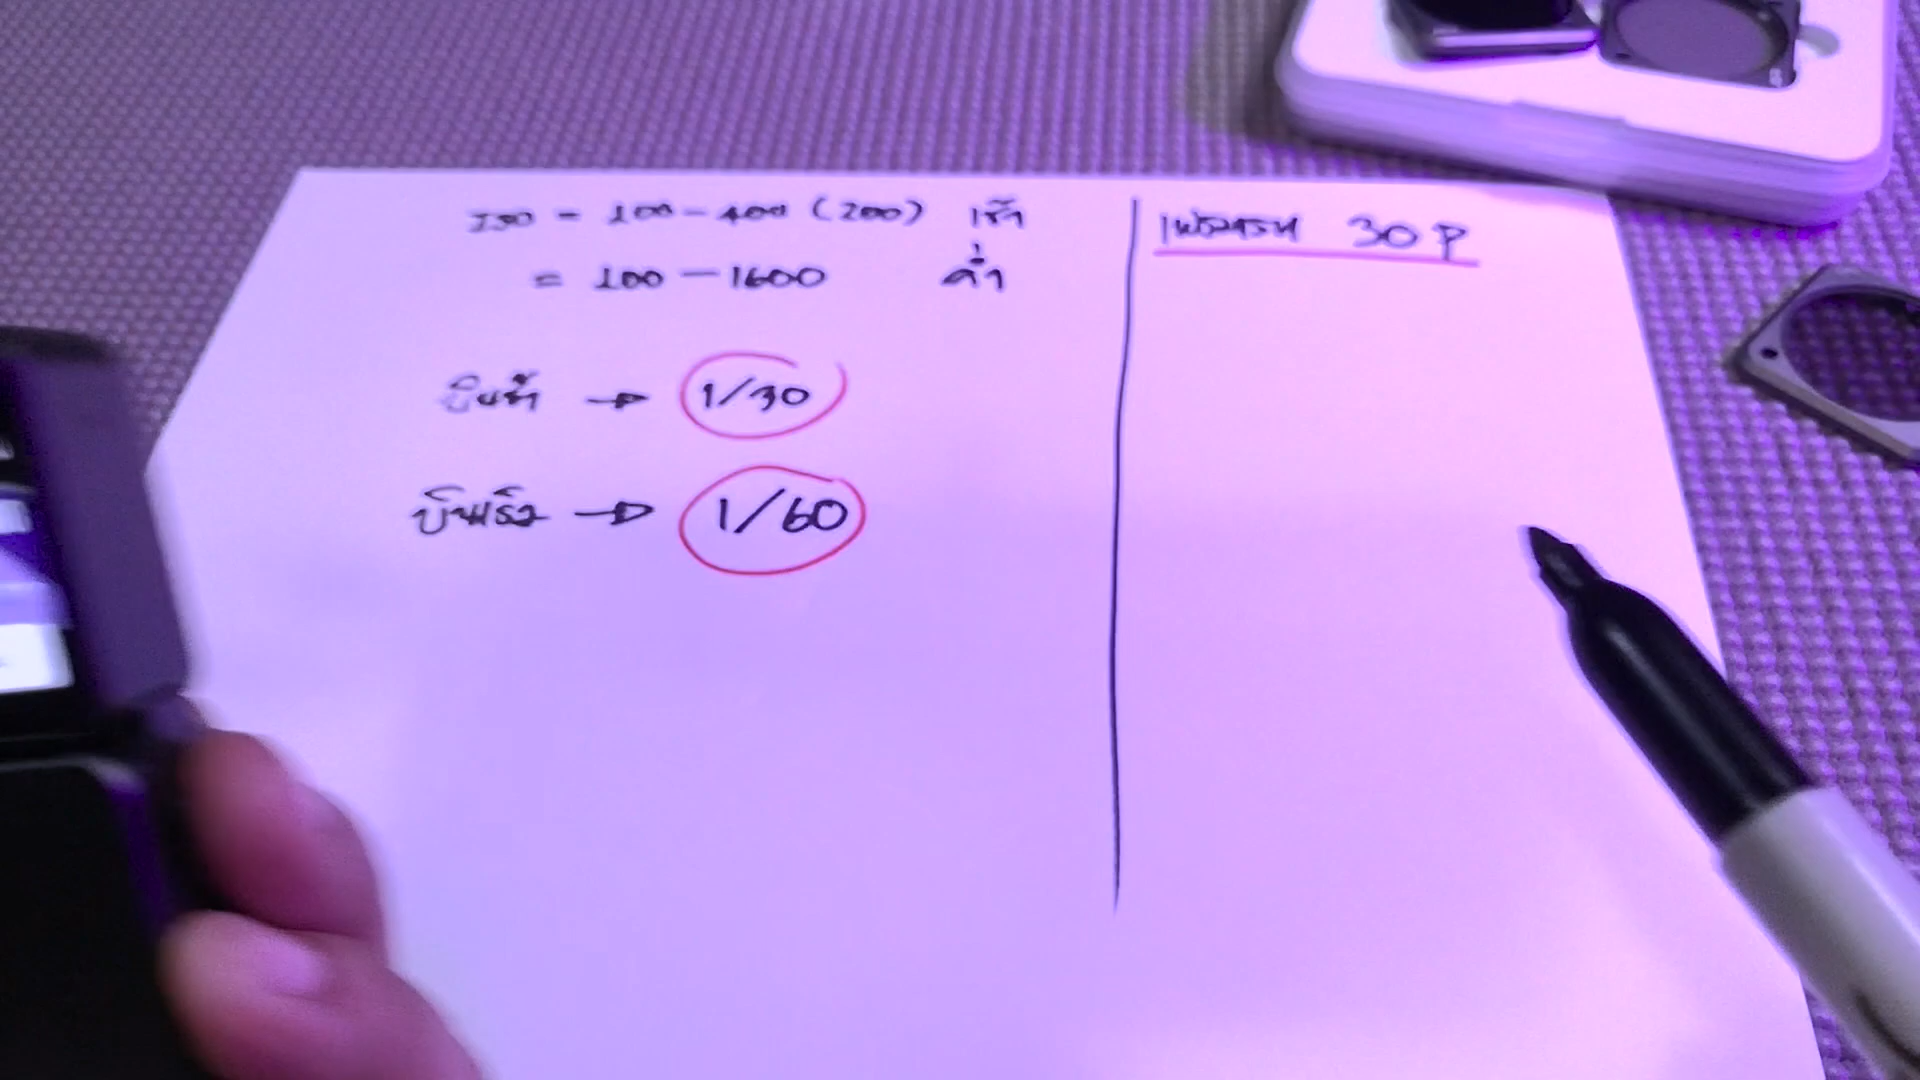 ISO = 100-400 (200) เช้า
= 100-1600 ค่ำ
บินช้า → 1/30
บินเร็ว → 1/60
เฟรมเรท 30 P